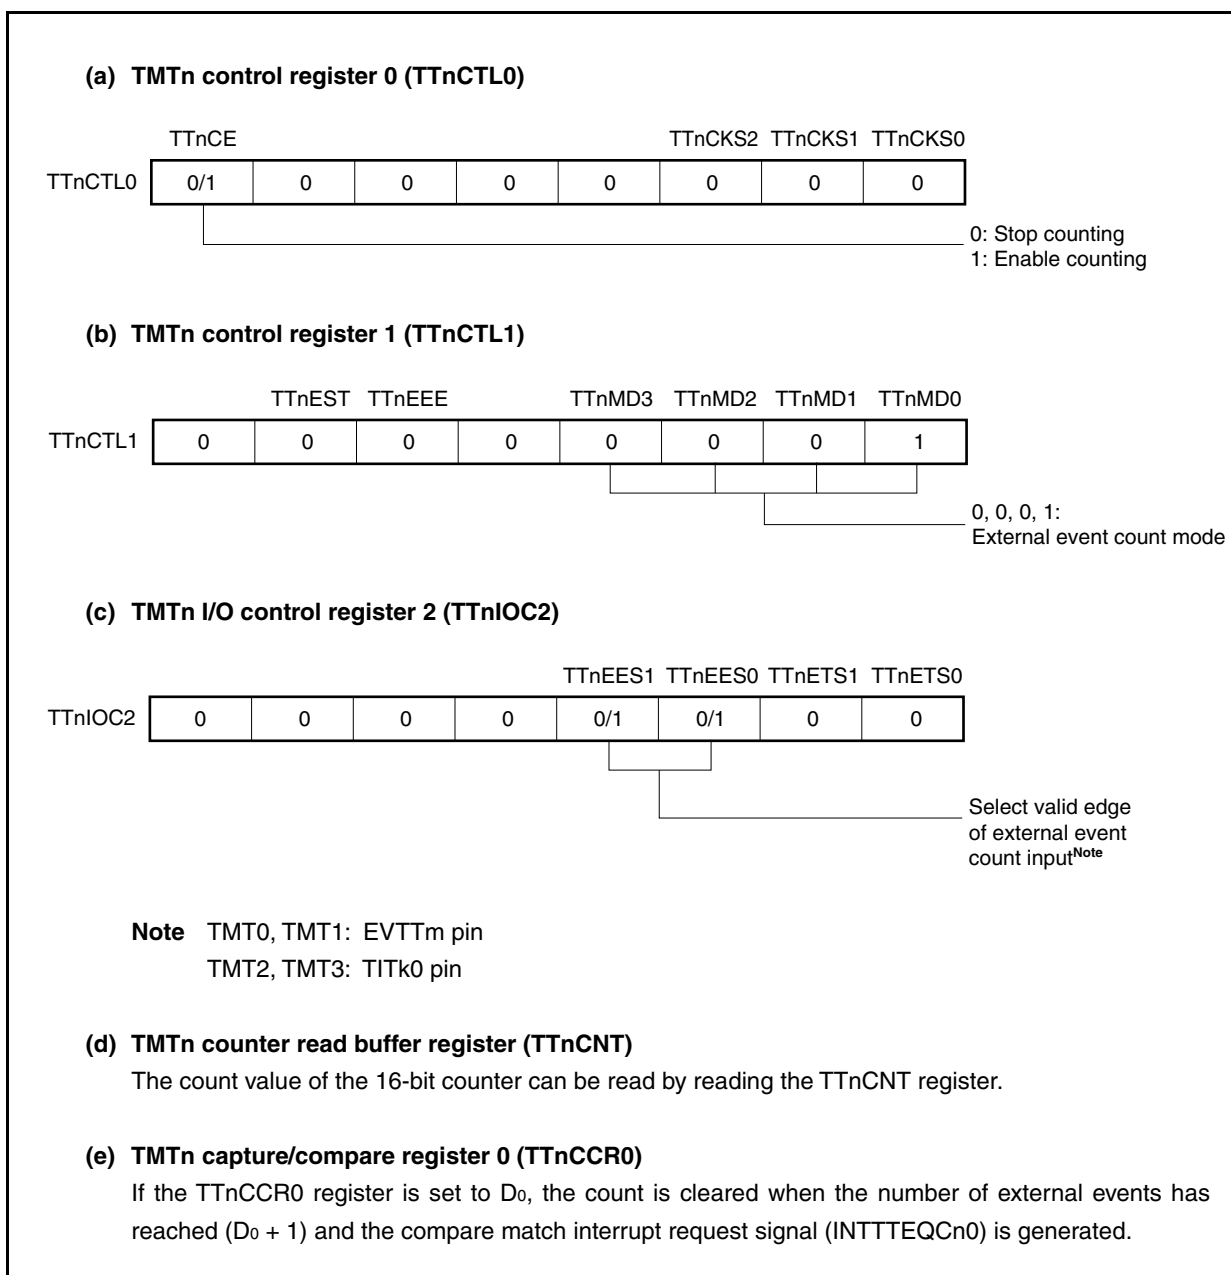 (a) TMTn control register 0 (TTnCTL0)
TTnCE TTnCKS2 TTnCKS1 TTnCKS0
TTnCTL0 0/1 0 0 0 0 0 0 0
0: Stop counting
1: Enable counting
(b) TMTn control register 1 (TTnCTL1)
TTnEST TTnEEE TTnMD3 TTnMD2 TTnMD1 TTnMD0
TTnCTL1 0 0 0 0 0 0 0 1
0, 0, 0, 1:
External event count mode
(c) TMTn I/O control register 2 (TTnIOC2)
TTnEES1 TTnEES0 TTnETS1 TTnETS0
TTnIOC2 0 0 0 0 0/1 0/1 0 0
Select valid edge
of external event
count input Note
Note TMT0, TMT1: EVTTm pin
TMT2, TMT3: TITk0 pin
(d) TMTn counter read buffer register (TTnCNT)
The count value of the 16-bit counter can be read by reading the TTnCNT register.
(e) TMTn capture/compare register 0 (TTnCCR0)
If the TTnCCR0 register is set to D0, the count is cleared when the number of external events has
reached (D0 + 1) and the compare match interrupt request signal (INTTTEQCn0) is generated.